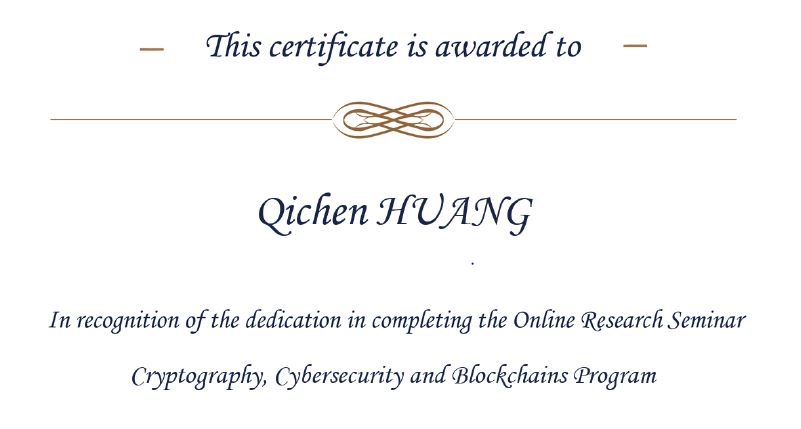 This certificate is awarded to
Qichen HUANG
In recognition of the dedication in completing the Online Research Seminar
Cryptography, Cybersecurity and Blockchains Program